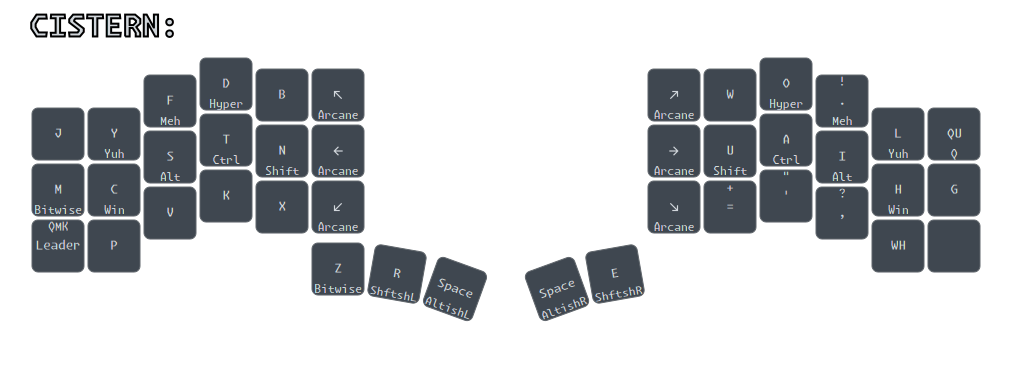 CISTERN:
J
Y
Yuh
F
Meh
D
Hyper
B
↖
Arcane
↗
Arcane
W
O
Hyper
!
.
Meh
L
Yuh
QU
Q
M
Bitwise
C
Win
S
Alt
T
Ctrl
N
Shift
←
Arcane
→
Arcane
U
Shift
A
Ctrl
I
Alt
H
Win
G
QMK
Leader
P
V
K
X
↙
Arcane
↘
Arcane
+
=
"
'
?
,
WH
Z
Bitwise
R
ShftshL
Space
AltishL
Space
AltishR
E
ShftshR